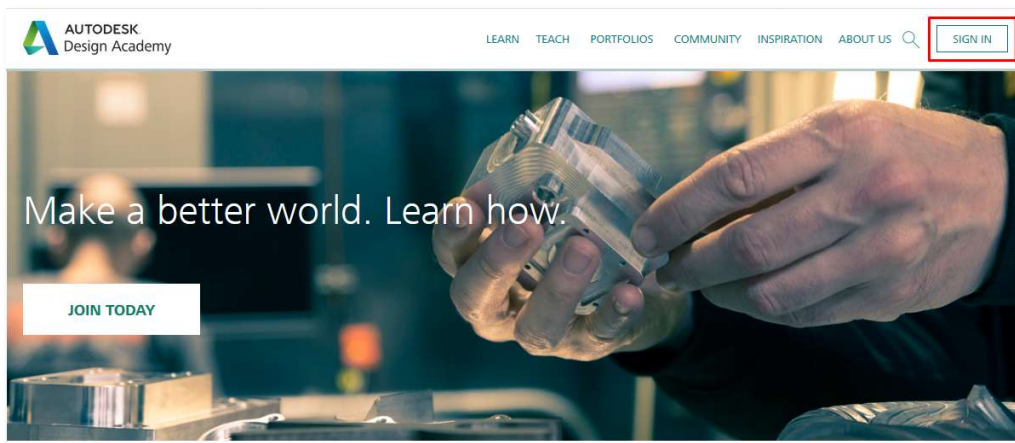 AUTODESK
Design Academy
LEARN TEACH PORTFOLIOS COMMUNITY INSPIRATION ABOUT US SIGN IN
Make a better world. Learn how.
JOIN TODAY